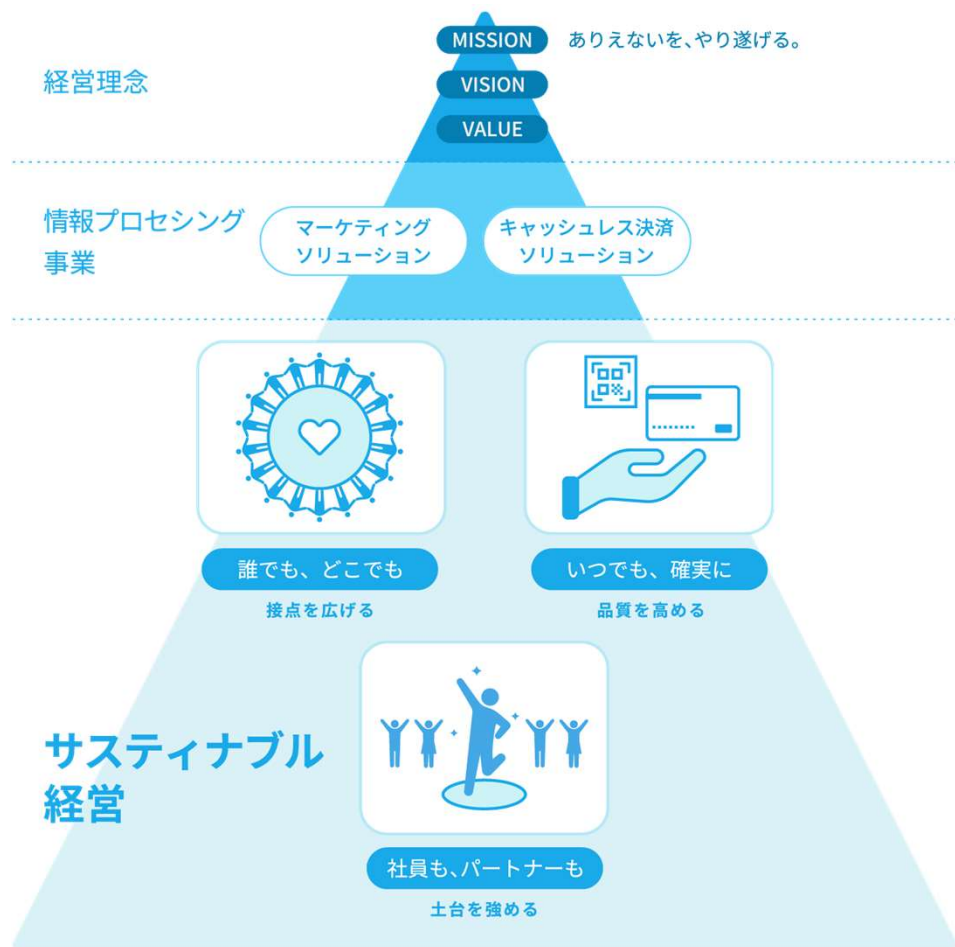 MISSION
ありえないを、やり遂げる。
経営理念
VISION
VALUE
情報プロセシング
事業
マーケティング
ソリューション
キャッシュレス決済
ソリューション
誰でも、どこでも
接点を広げる
いつでも、確実に
品質を高める
サスティナブル
経営
社員も、パートナーも
土台を強める